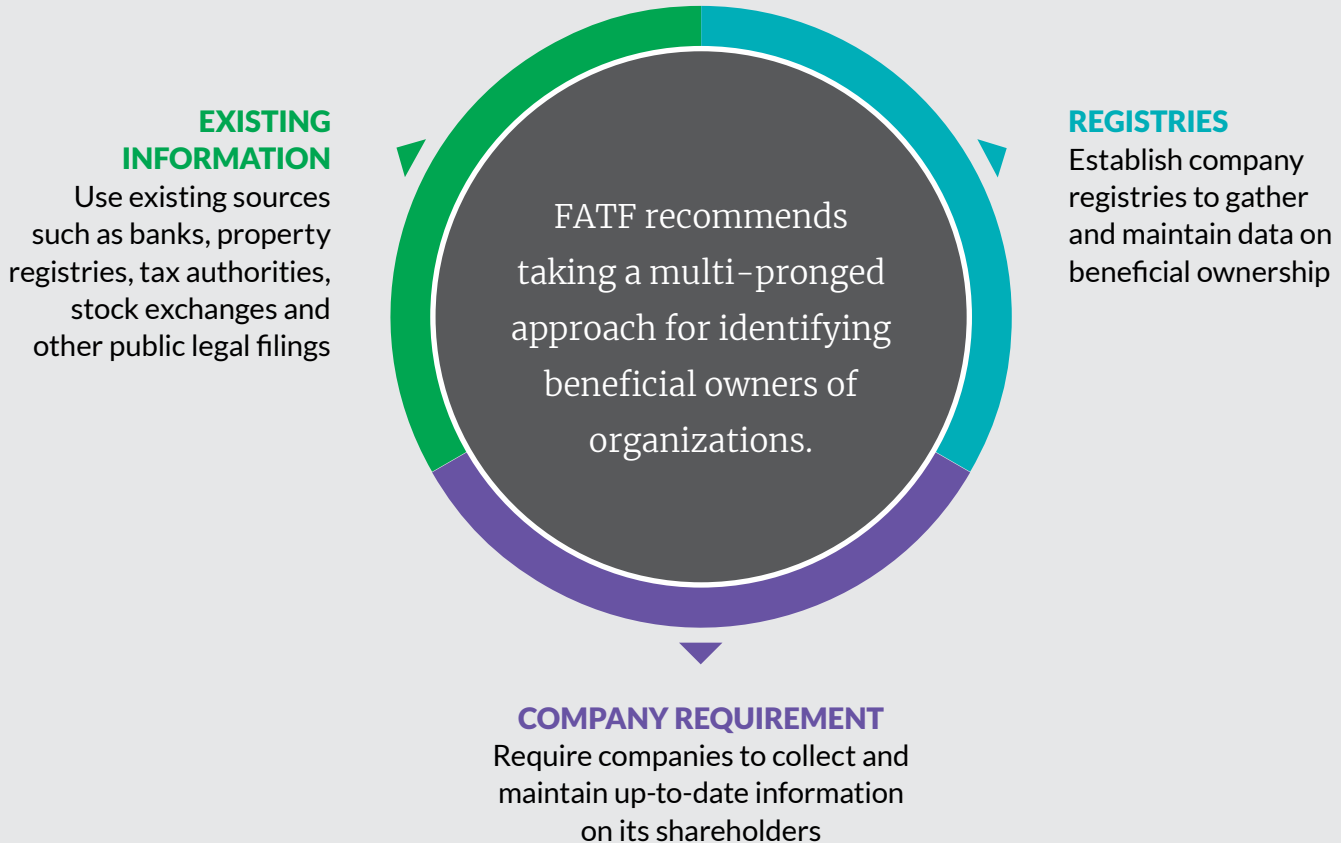 EXISTING
INFORMATION
Use existing sources
such as banks, property
registries, tax authorities,
stock exchanges and
other public legal filings
FATF recommends
taking a multi-pronged
approach for identifying
beneficial owners of
organizations.
REGISTRIES
Establish company
registries to gather
and maintain data on
beneficial ownership
COMPANY REQUIREMENT
Require companies to collect and
maintain up-to-date information
on its shareholders